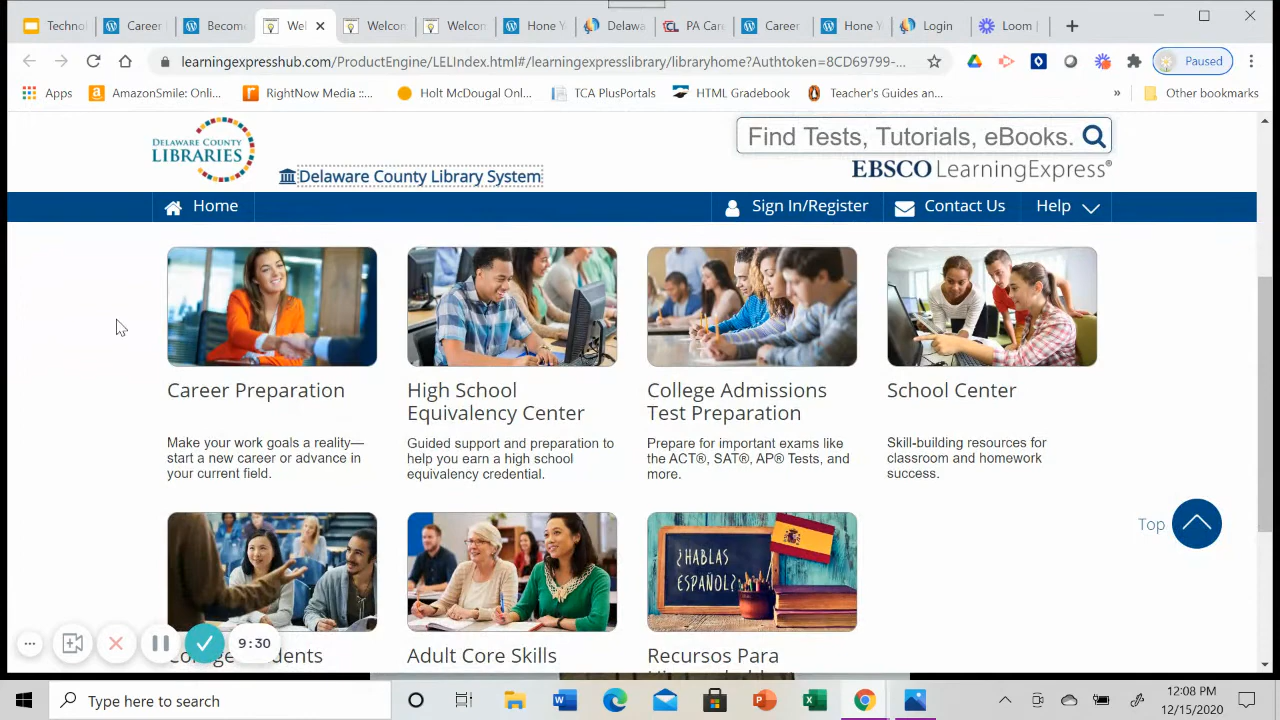 Techno
Career
Becom
Wel
Welcon
Welcon
Hone Y
Delawa
PA Care
Career
Hone Y
Login
Loom |
learningexpresshub.com/ProductEngine/LELIndex.html#/learningexpresslibrary/libraryhome?Authtoken=8CD69799-...
Paused
Apps
AmazonSmile: Onli...
RightNow Media ::...
Holt McDougal Onl...
TCA PlusPortals
HTML Gradebook
Teacher's Guides an...
»
Other bookmarks
DELAWARE COUNTY
LIBRARIES
Delaware County Library System
Find Tests, Tutorials, eBooks.
EBSCO LearningExpress®
Home
Sign In/Register
Contact Us
Help
Career Preparation
Make your work goals a reality—
start a new career or advance in
your current field.
High School
Equivalency Center
Guided support and preparation to
help you earn a high school
equivalency credential.
College Admissions
Test Preparation
Prepare for important exams like
the ACT®, SAT®, AP® Tests, and
more.
School Center
Skill-building resources for
classroom and homework
success.
Top
¿HABLAS
ESPAÑOL?
Adult Core Skills
Recursos Para
9:30
Type here to search
12:08 PM
12/15/2020